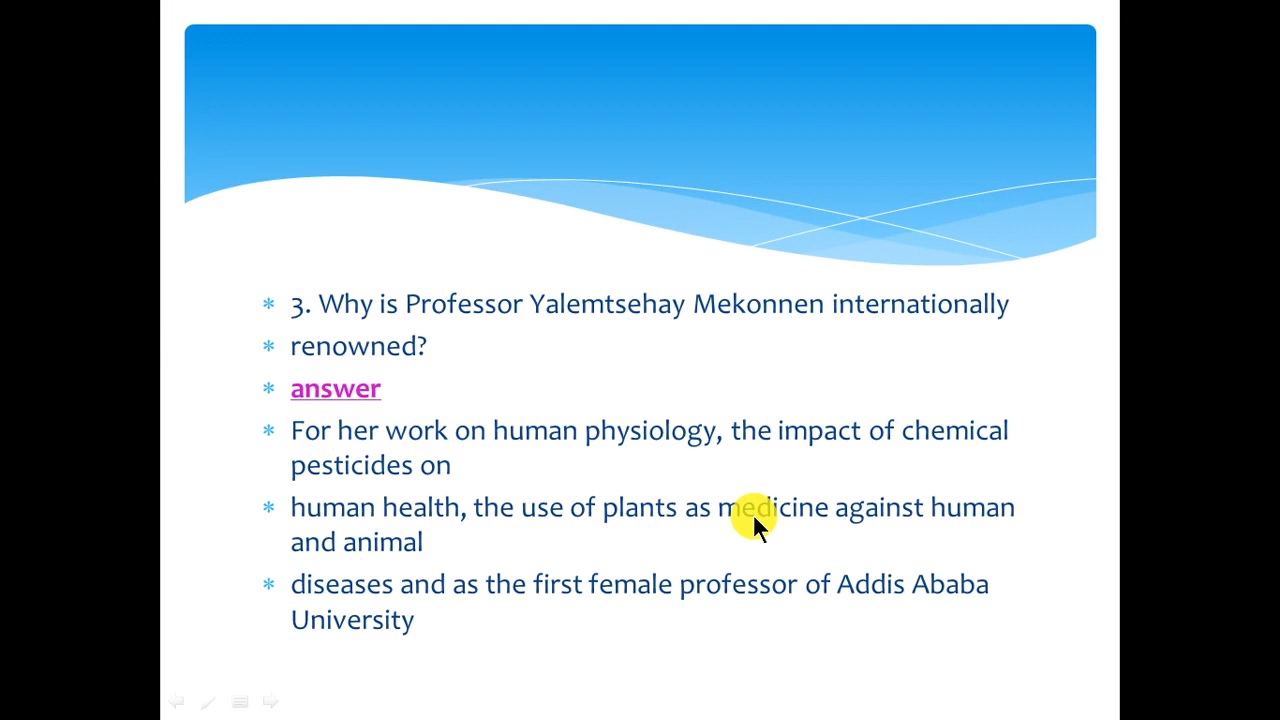 * 3. Why is Professor Yalemtsehay Mekonnen internationally
* renowned?
* answer
* For her work on human physiology, the impact of chemical
pesticides on
* human health, the use of plants as medicine against human
and animal
* diseases and as the first female professor of Addis Ababa
University